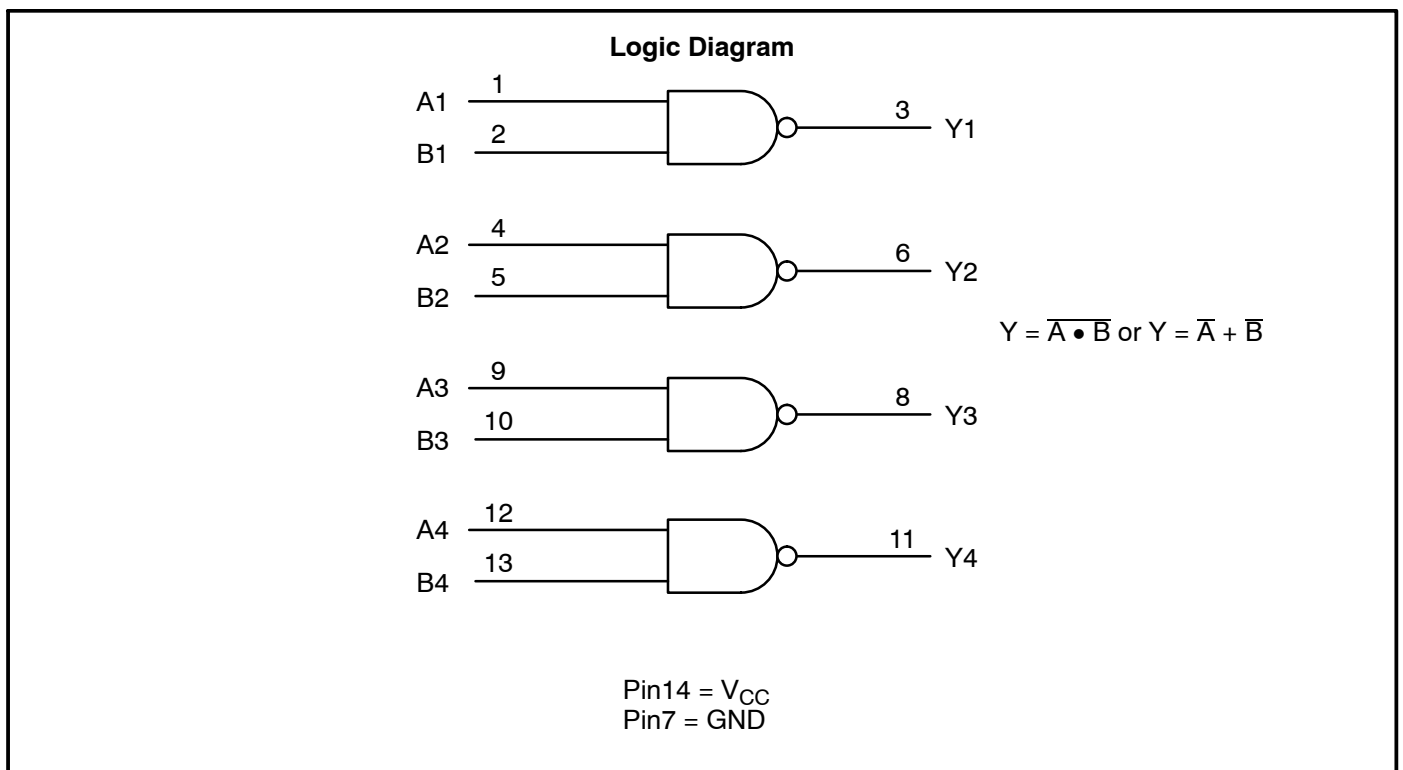 Logic Diagram
A1 1
B1 2
3 Y1
A2 4
B2 5
6 Y2
Y = A̅ ̅•̅ ̅B̅ or Y = A̅ + B̅
A3 9
B3 10
8 Y3
A4 12
B4 13
11 Y4
Pin14 = VCC
Pin7 = GND